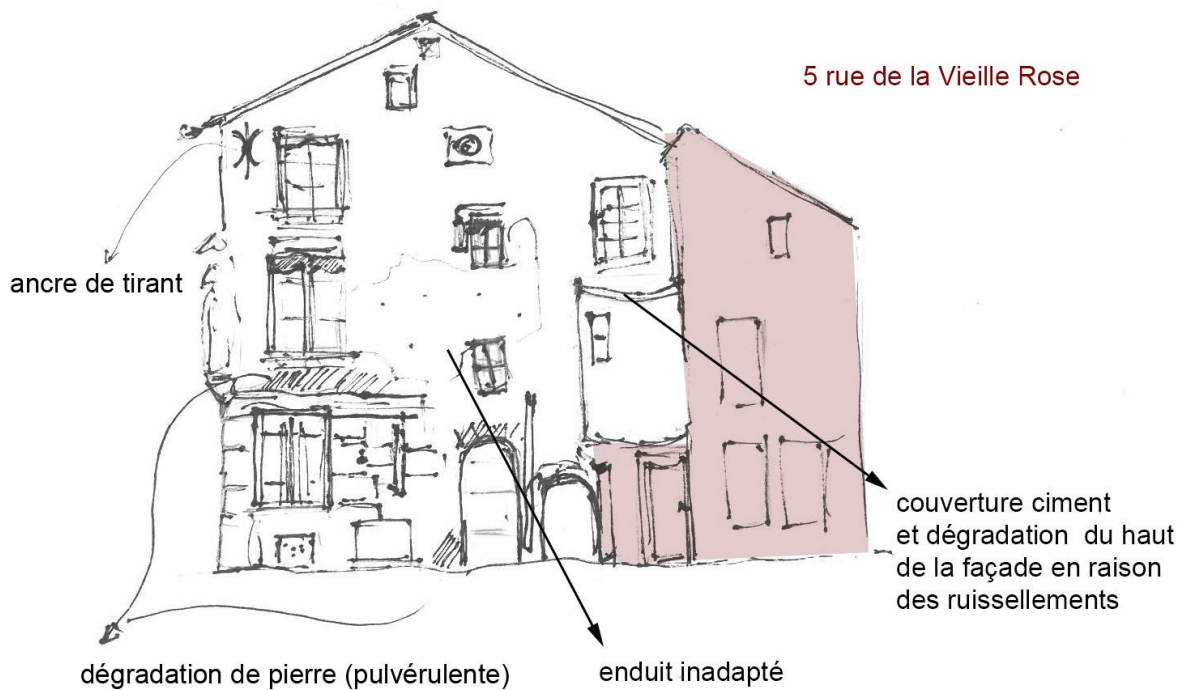 5 rue de la Vieille Rose
ancre de tirant
couverture ciment
et dégradation du haut
de la façade en raison
des ruissellements
dégradation de pierre (pulvérulente)
enduit inadapté